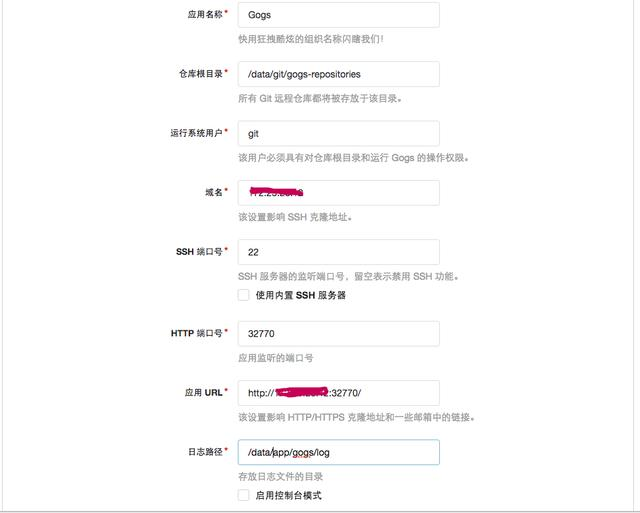 应用名称* Gogs
快用狂拽酷炫的组织名称闪瞎我们！
仓库根目录* /data/git/gogs-repositories
所有 Git 远程仓库都将被存放于该目录。
运行系统用户* git
该用户必须具有对仓库根目录和运行 Gogs 的操作权限。
域名*
该设置影响 SSH 克隆地址。
SSH 端口号* 22
SSH 服务器的监听端口号，留空表示禁用 SSH 功能。
使用内置 SSH 服务器
HTTP 端口号* 32770
应用监听的端口号
应用 URL* http:// :32770/
该设置影响 HTTP/HTTPS 克隆地址和一些邮箱中的链接。
日志路径* /data/app/gogs/log
存放日志文件的目录
启用控制台模式